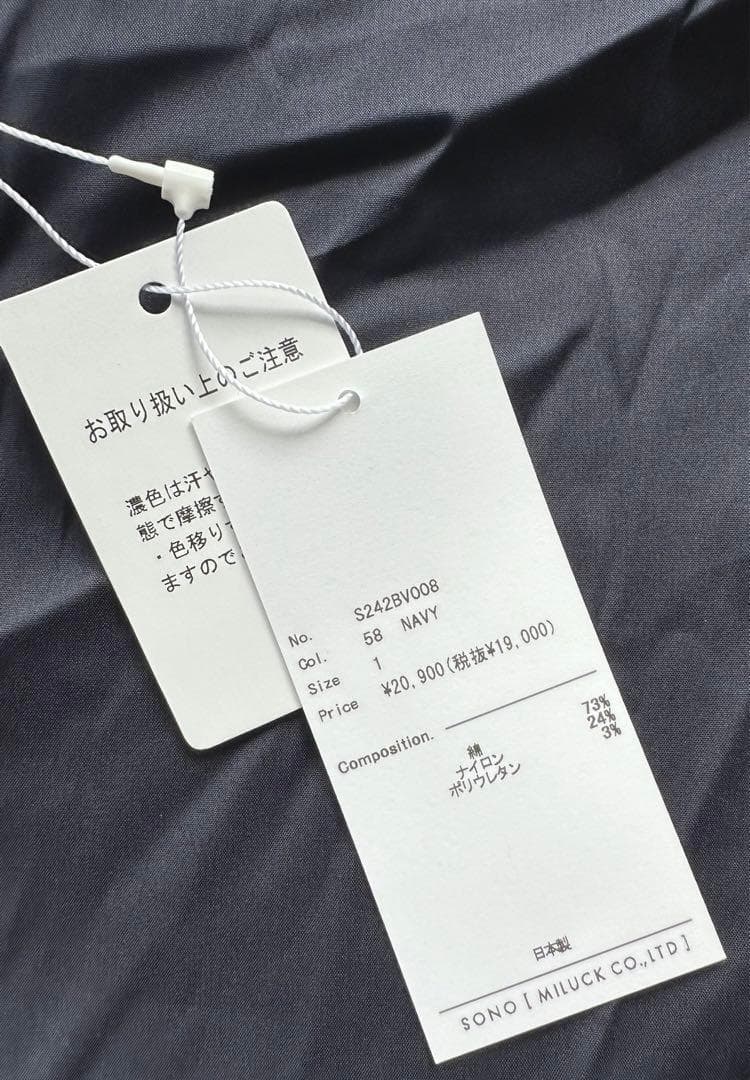 お取り扱い上のご注意
濃色は汗や
態で摩擦
・色移り
ますので
No. S242BV008
Col. 58 NAVY
Size 1
Price ¥20,900(税抜¥19,000)
Composition.
綿 73%
ナイロン 24%
ポリウレタン 3%
日本製
SONO [ MILUCK CO.,LTD ]